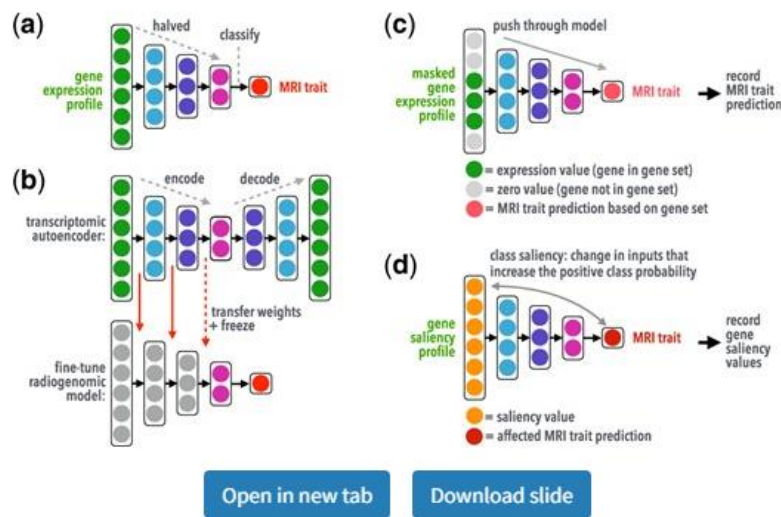 (a)
halved
classify
gene
expression
profile
MRI trait
(b)
encode
decode
transcriptomic
autoencoder:
transfer weights
+ freeze
fine-tune
radiogenomic
model:
(c)
push through model
masked
gene
expression
profile
MRI trait
record
MRI trait
prediction
= expression value (gene in gene set)
= zero value (gene not in gene set)
= MRI trait prediction based on gene set
(d)
class saliency: change in inputs that
increase the positive class probability
gene
saliency
profile
MRI trait
record
gene
saliency
values
= saliency value
= affected MRI trait prediction
Open in new tab
Download slide